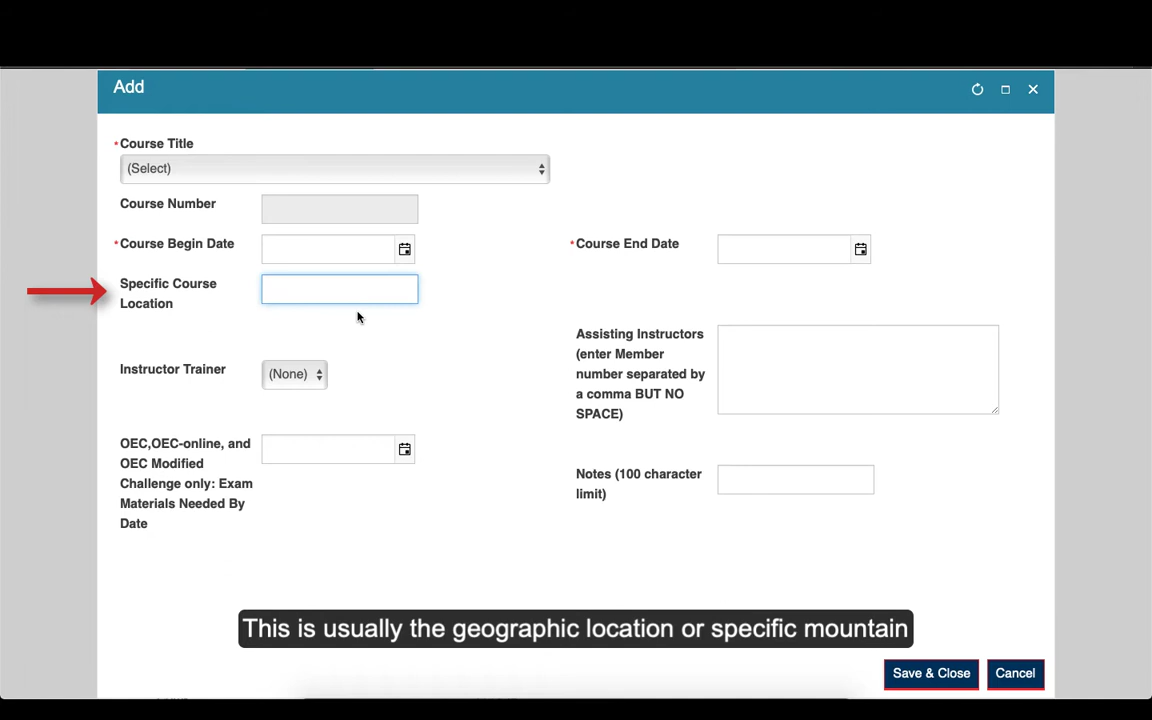 Add
*Course Title
(Select)
Course Number
*Course Begin Date
*Course End Date
Specific Course
Location
Assisting Instructors
(enter Member
number separated by
a comma BUT NO
SPACE)
Instructor Trainer
(None)
OEC,OEC-online, and
OEC Modified
Challenge only: Exam
Materials Needed By
Date
Notes (100 character
limit)
This is usually the geographic location or specific mountain
Save & Close
Cancel